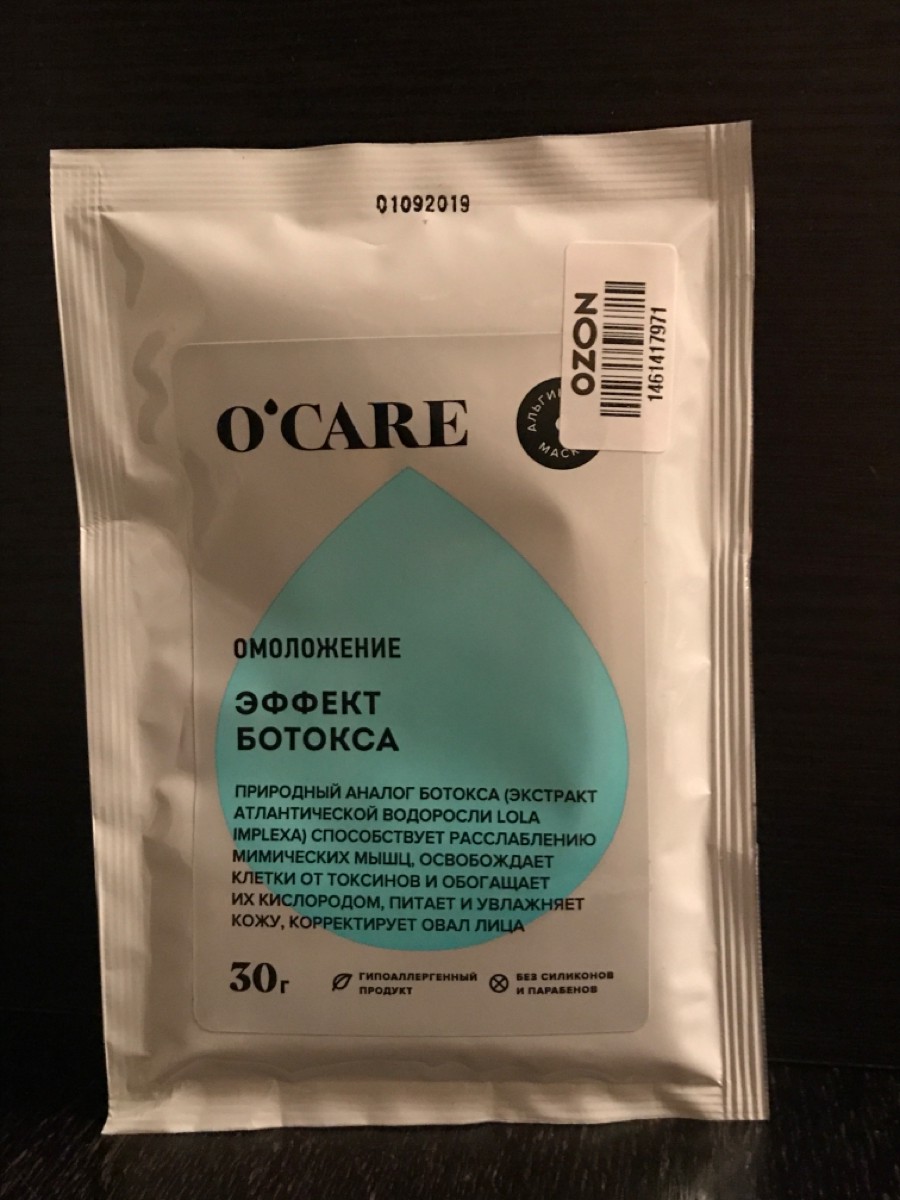 01092019
OZON
1461417971
O'CARE
МАСК
ОМОЛОЖЕНИЕ
ЭФФЕКТ
БОТОКСА
ПРИРОДНЫЙ АНАЛОГ БОТОКСА (ЭКСТРАКТ
АТЛАНТИЧЕСКОЙ ВОДОРОСЛИ LOLA
IMPLEXA) СПОСОБСТВУЕТ РАССЛАБЛЕНИЮ
МИМИЧЕСКИХ МЫШЦ, ОСВОБОЖДАЕТ
КЛЕТКИ ОТ ТОКСИНОВ И ОБОГАЩАЕТ
ИХ КИСЛОРОДОМ, ПИТАЕТ И УВЛАЖНЯЕТ
КОЖУ, КОРРЕКТИРУЕТ ОВАЛ ЛИЦА
30г
ГИПОАЛЛЕРГЕННЫЙ
ПРОДУКТ
БЕЗ СИЛИКОНОВ
И ПАРАБЕНОВ